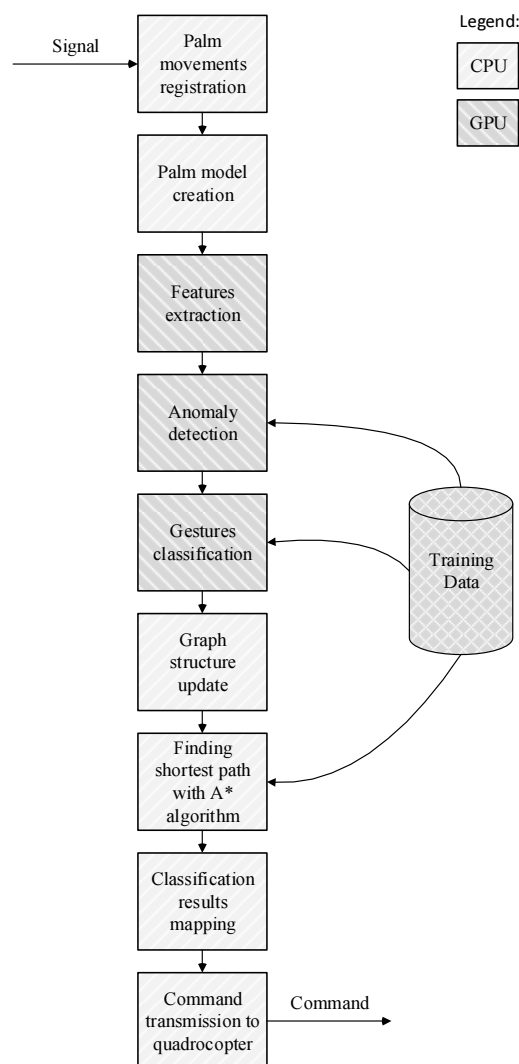 Legend:
Signal
Palm
movements
registration
CPU
GPU
Palm model
creation
Features
extraction
Anomaly
detection
Gestures
classification
Training
Data
Graph
structure
update
Finding
shortest path
with A*
algorithm
Classification
results
mapping
Command
transmission to
quadrocopter
Command